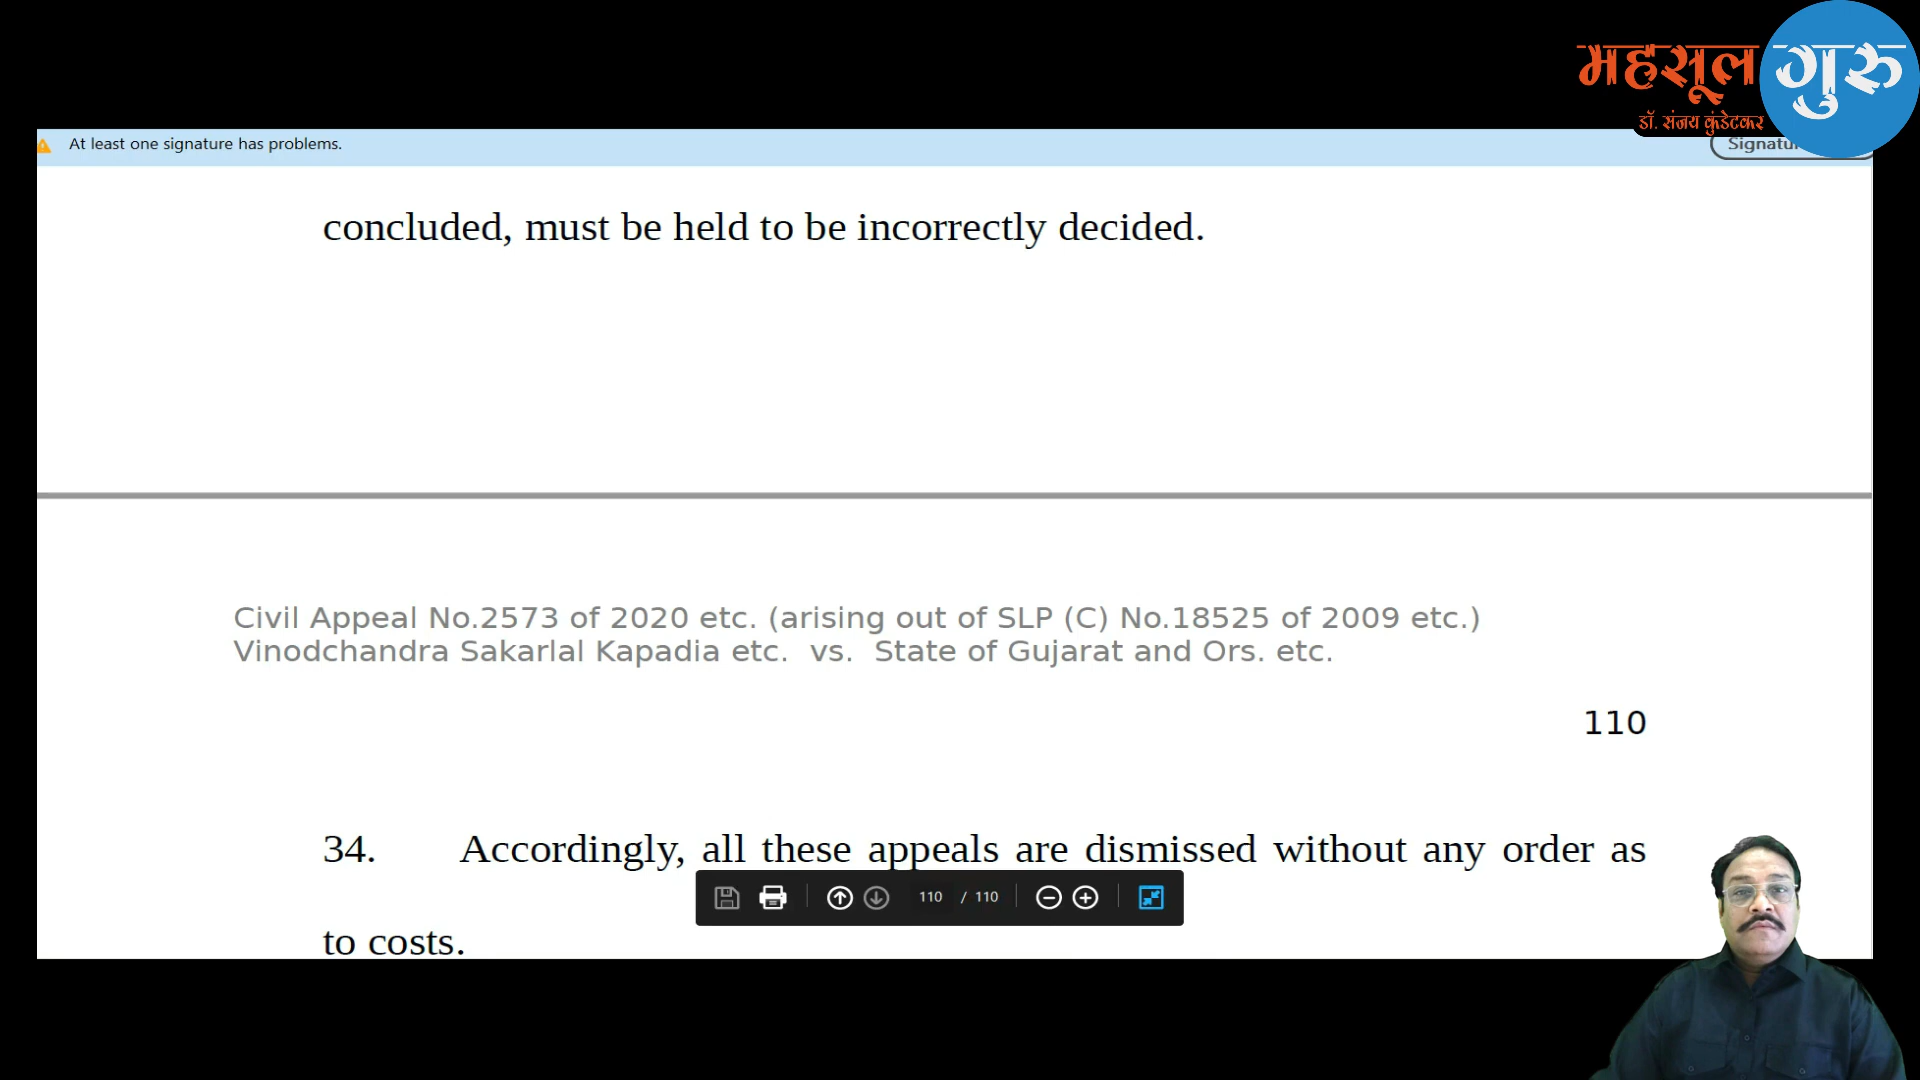 महसूल गुरु
डॉ. संजय कुंडेटकर
At least one signature has problems.
Signatu
concluded, must be held to be incorrectly decided.
Civil Appeal No.2573 of 2020 etc. (arising out of SLP (C) No.18525 of 2009 etc.)
Vinodchandra Sakarlal Kapadia etc. vs. State of Gujarat and Ors. etc.
110
34. Accordingly, all these appeals are dismissed without any order as
110 / 110
to costs.